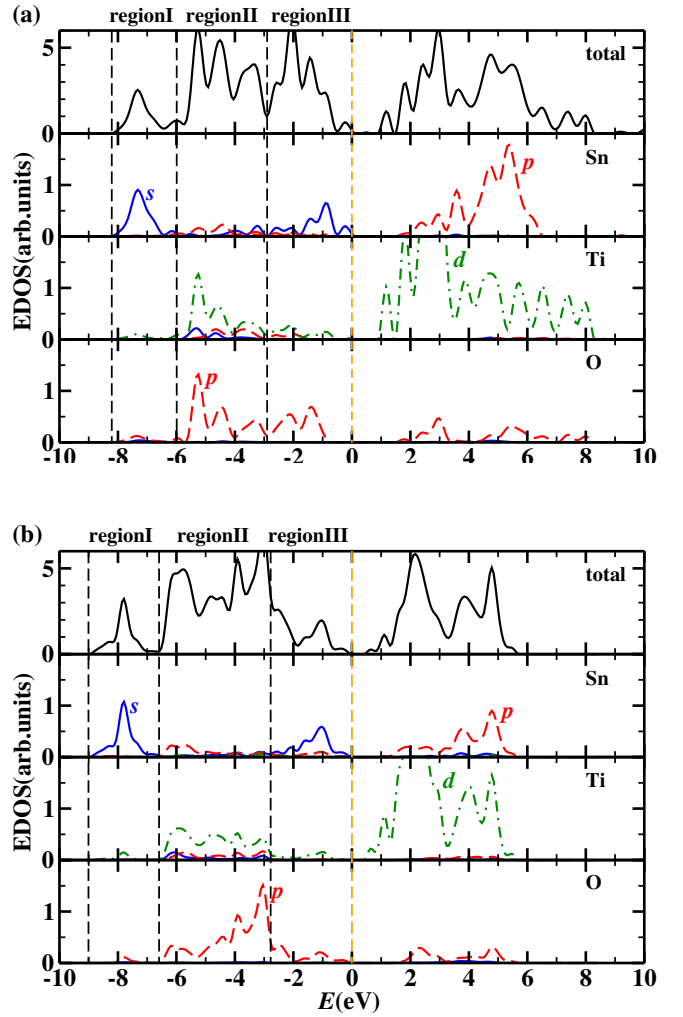 (a)
regionI regionII regionIII
5
total
0
Sn
p
s
1
0
Ti
d
1
0
O
p
1
0
-10 -8 -6 -4 -2 0 2 4 6 8 10
EDOS(arb.units)
(b)
regionI regionII regionIII
5
total
0
Sn
s
p
1
0
Ti
d
1
0
O
p
1
0
-10 -8 -6 -4 -2 0 2 4 6 8 10
EDOS(arb.units)
E(eV)